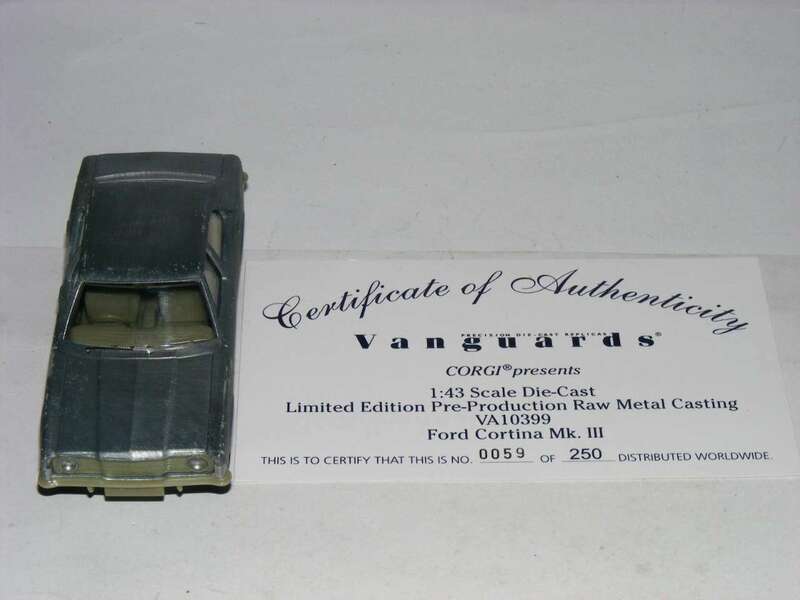 Certificate of Authenticity
PRECISION DIE-CAST REPLICAS
Vanguards®
CORGI® presents
1:43 Scale Die-Cast
Limited Edition Pre-Production Raw Metal Casting
VA10399
Ford Cortina Mk. III
THIS IS TO CERTIFY THAT THIS IS NO. 0059 OF 250 DISTRIBUTED WORLDWIDE.